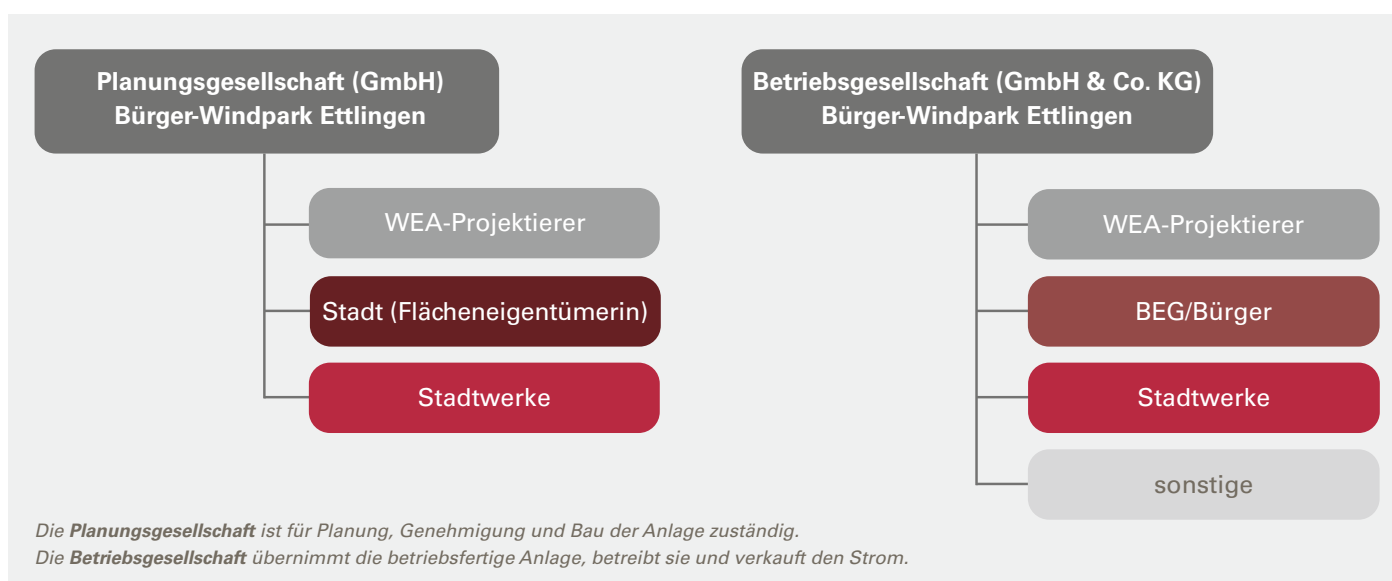 Planungsgesellschaft (GmbH)
Bürger-Windpark Ettlingen
WEA-Projektierer
Stadt (Flächeneigentümerin)
Stadtwerke
Betriebsgesellschaft (GmbH & Co. KG)
Bürger-Windpark Ettlingen
WEA-Projektierer
BEG/Bürger
Stadtwerke
sonstige
Die Planungsgesellschaft ist für Planung, Genehmigung und Bau der Anlage zuständig.
Die Betriebsgesellschaft übernimmt die betriebsfertige Anlage, betreibt sie und verkauft den Strom.